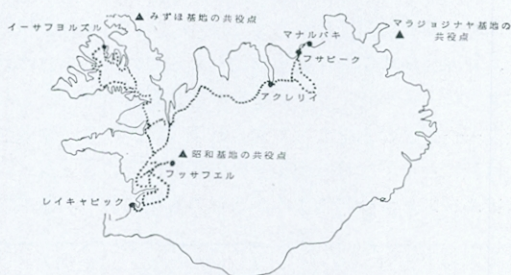 ▲ みずほ基地の共役点
イーサフヨルズル
マラジョジナヤ基地の
▲ 共役点
マナルバキ
フサビーク
アクレリイ
▲ 昭和基地の共役点
フッサフエル
レイキャビック